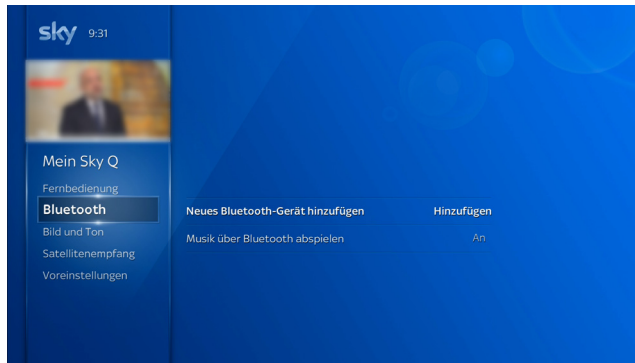 sky 9:31
Mein Sky Q
Fernbedienung
Bluetooth
Neues Bluetooth-Gerät hinzufügen Hinzufügen
Bild und Ton
Musik über Bluetooth abspielen An
Satellitenempfang
Voreinstellungen